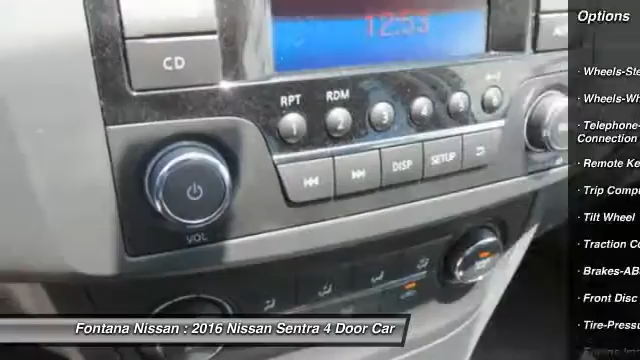 12:53
Options
CD
RPT RDM
1 2 3 4 5 6
DISP SETUP
VOL
· Wheels-Ste
· Wheels-Wh
· Telephone-
Connection
· Remote Ke
· Trip Compu
· Tilt Wheel
· Traction Co
· Brakes-AB
· Front Disc
· Tire-Pressu
Fontana Nissan : 2016 Nissan Sentra 4 Door Car